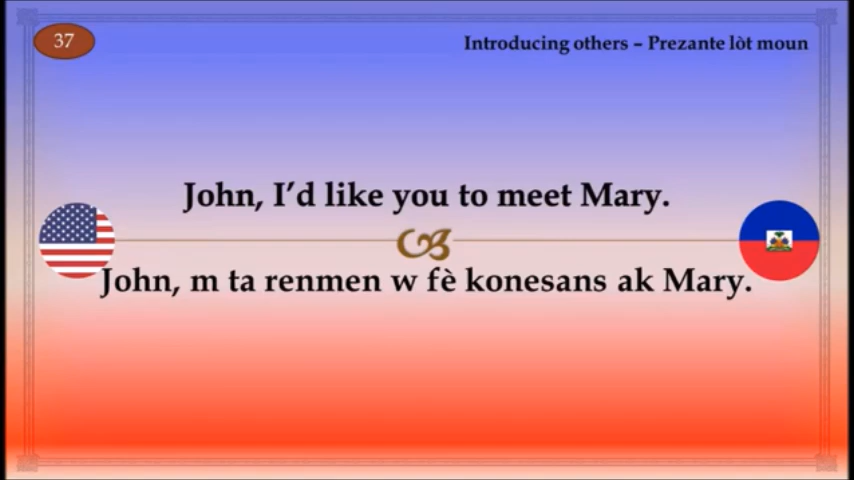 37
Introducing others – Prezante lòt moun
John, I’d like you to meet Mary.
John, m ta renmen w fè konesans ak Mary.